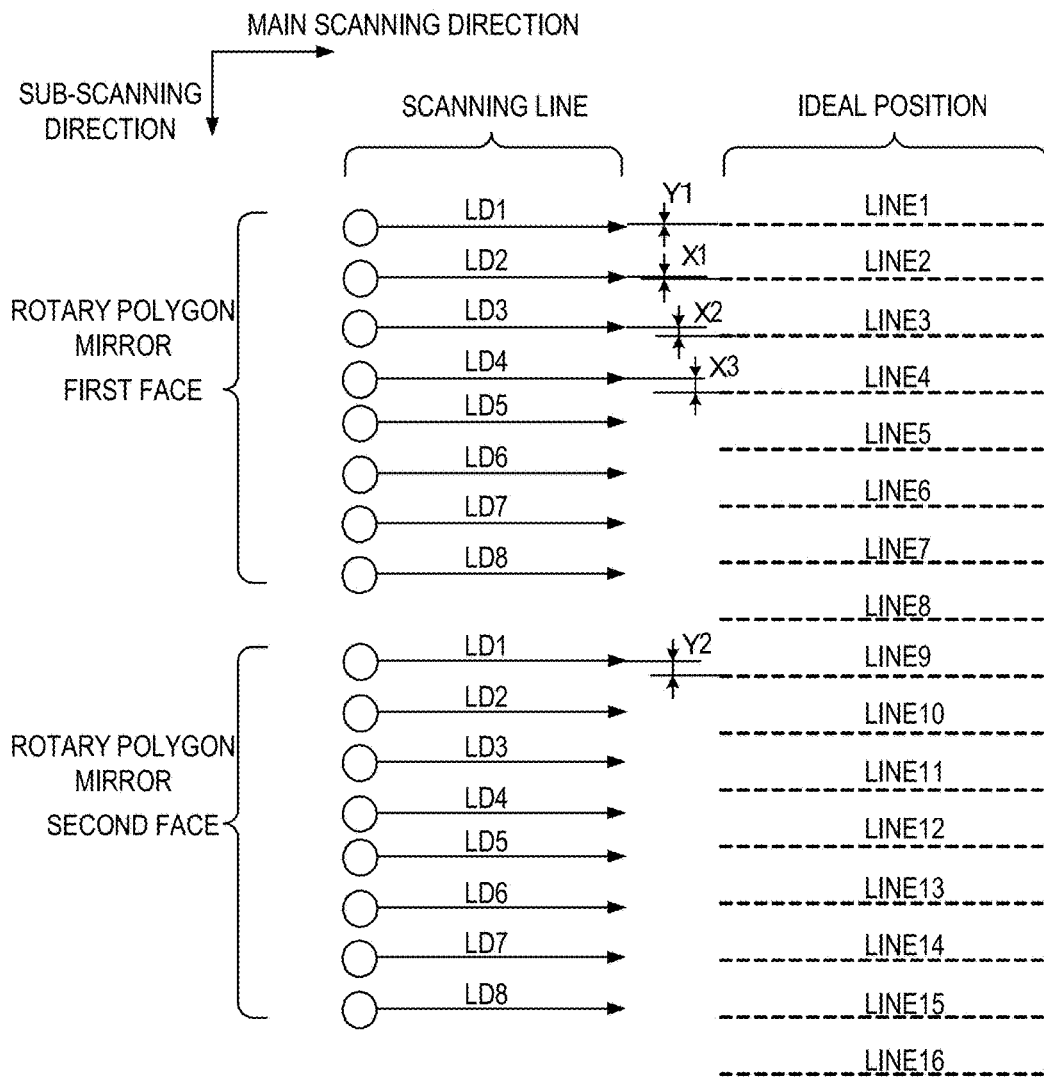 MAIN SCANNING DIRECTION
SUB-SCANNING
DIRECTION
SCANNING LINE
IDEAL POSITION
ROTARY POLYGON
MIRROR
FIRST FACE
LD1
LD2
LD3
LD4
LD5
LD6
LD7
LD8
Y1
X1
X2
X3
LINE1
LINE2
LINE3
LINE4
LINE5
LINE6
LINE7
LINE8
ROTARY POLYGON
MIRROR
SECOND FACE
LD1
LD2
LD3
LD4
LD5
LD6
LD7
LD8
Y2
LINE9
LINE10
LINE11
LINE12
LINE13
LINE14
LINE15
LINE16